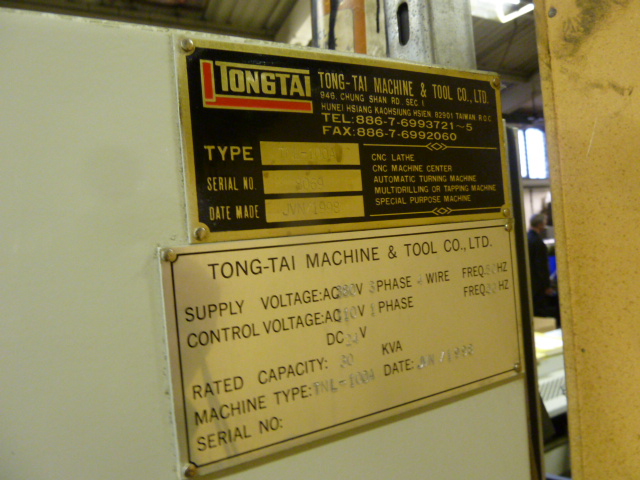 TONGTAI
TONG-TAI MACHINE & TOOL CO., LTD.
946. CHUNG SHAN RD. SEC 1
HUNEI HSIANG KAOHSIUNG HSIEN 82901 TAIWAN R.O.C
TEL:886-7-6993721~5
FAX:886-7-6992060
TYPE
SERIAL NO.
DATE MADE
CNC LATHE
CNC MACHINE CENTER
AUTOMATIC TURNING MACHINE
MULTIDRILLING OR TAPPING MACHINE
SPECIAL PURPOSE MACHINE
TONG-TAI MACHINE & TOOL CO., LTD.
SUPPLY VOLTAGE:AC V 3 PHASE WIRE FREQ HZ
CONTROL VOLTAGE:AC V 1 PHASE FREQ HZ
DC V
RATED CAPACITY: 30 KVA
MACHINE TYPE:TNL-100A DATE:
SERIAL NO: